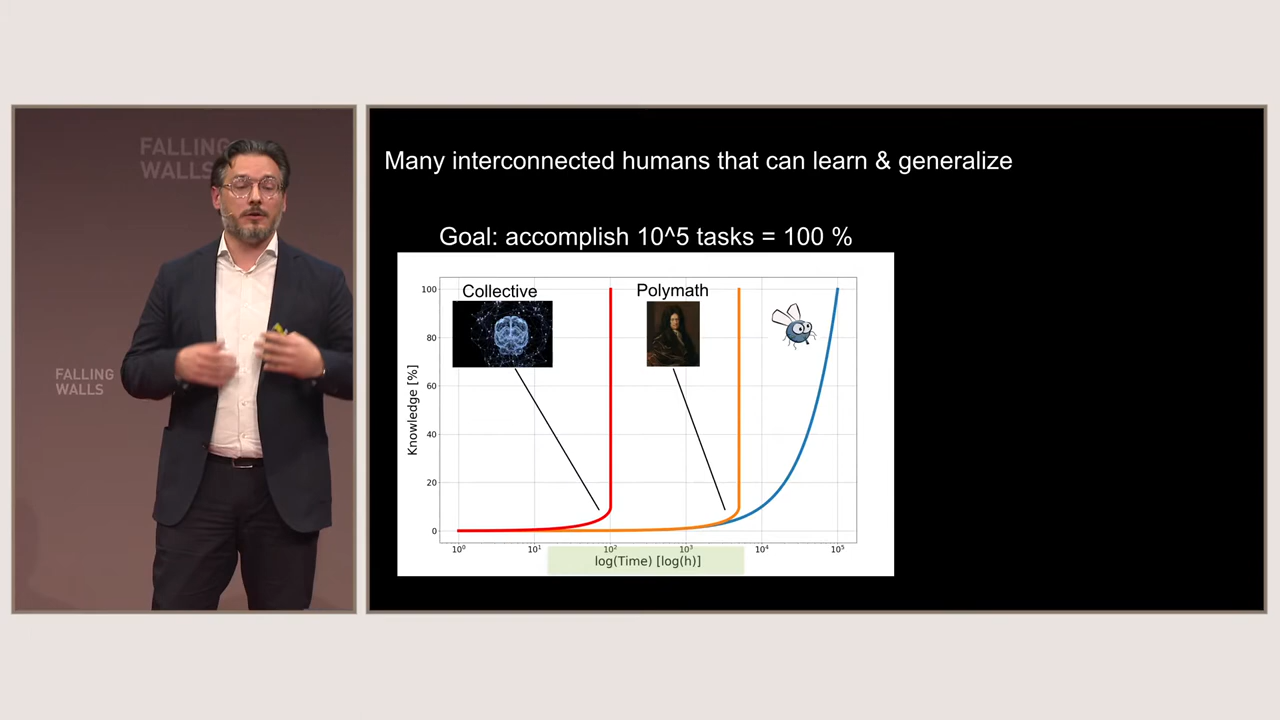 FALLING
WALLS
FALLING
WALLS
Many interconnected humans that can learn & generalize
Goal: accomplish 10^5 tasks = 100 %
Collective
Polymath
Knowledge [%]
100
80
60
40
20
0
10⁰ 10¹ 10² 10³ 10⁴ 10⁵
log(Time) [log(h)]